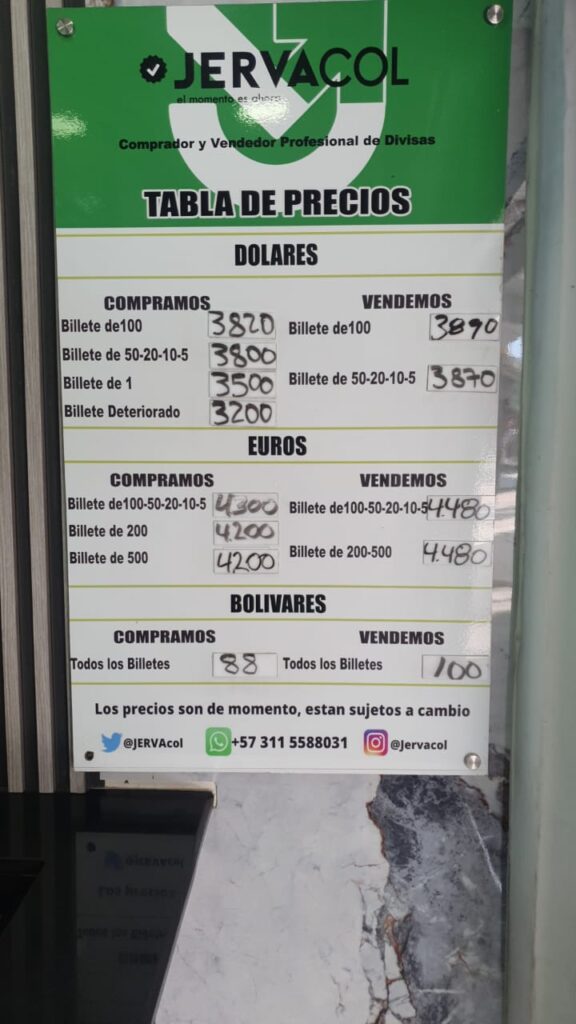 JERVACOL
el momento es ahora
Comprador y Vendedor Profesional de Divisas
TABLA DE PRECIOS
DOLARES
COMPRAMOS VENDEMOS
Billete de100 3820 Billete de100 3890
Billete de 50-20-10-5 3800
Billete de 50-20-10-5 3870
Billete de 1 3500
Billete Deteriorado 3200
EUROS
COMPRAMOS VENDEMOS
Billete de100-50-20-10-5 4300 Billete de100-50-20-10-5 4.480
Billete de 200 4.200
Billete de 200-500 4.480
Billete de 500 4.200
BOLIVARES
COMPRAMOS VENDEMOS
Todos los Billetes 88 Todos los Billetes 100
Los precios son de momento, estan sujetos a cambio
@JERVAcol +57 311 5588031 @Jervacol